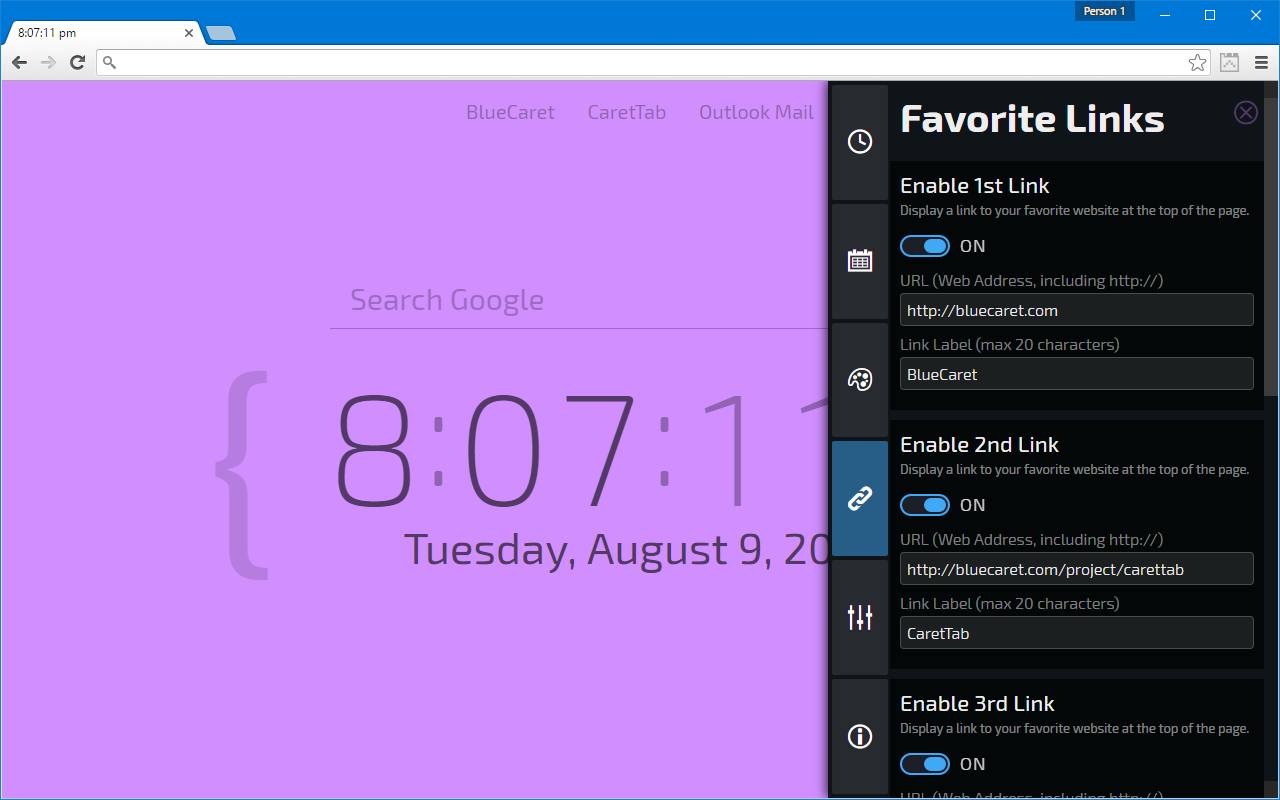 Person 1
8:07:11 pm
BlueCaret CaretTab Outlook Mail
Search Google
{ 8:07:1
Tuesday, August 9, 20
Favorite Links
Enable 1st Link
Display a link to your favorite website at the top of the page.
ON
URL (Web Address, including http://)
http://bluecaret.com
Link Label (max 20 characters)
BlueCaret
Enable 2nd Link
Display a link to your favorite website at the top of the page.
ON
URL (Web Address, including http://)
http://bluecaret.com/project/carettab
Link Label (max 20 characters)
CaretTab
Enable 3rd Link
Display a link to your favorite website at the top of the page.
ON
URL (Web Address, including http://)